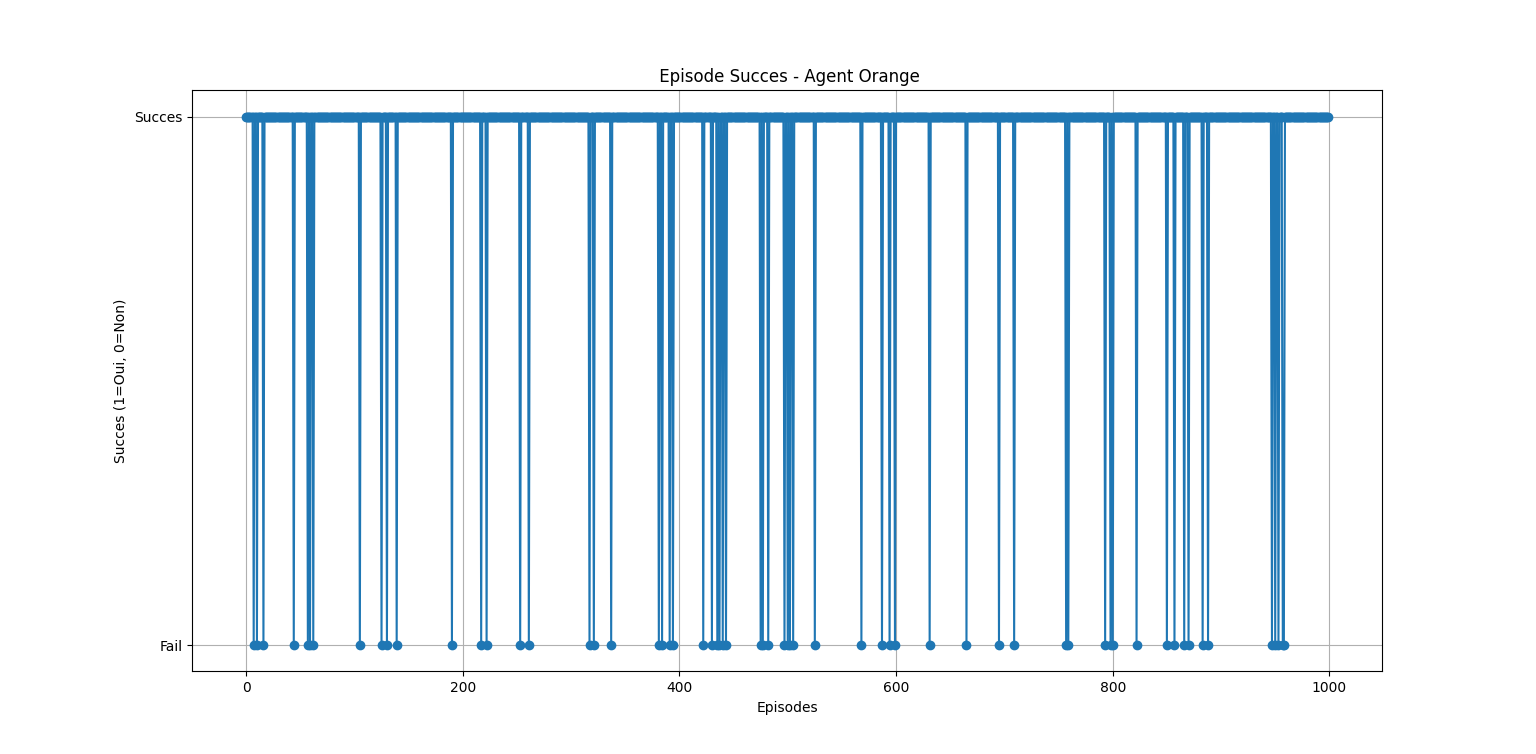 Episode Succes - Agent Orange
Succes
Succes (1=Oui, 0=Non)
Fail
0 200 400 600 800 1000
Episodes